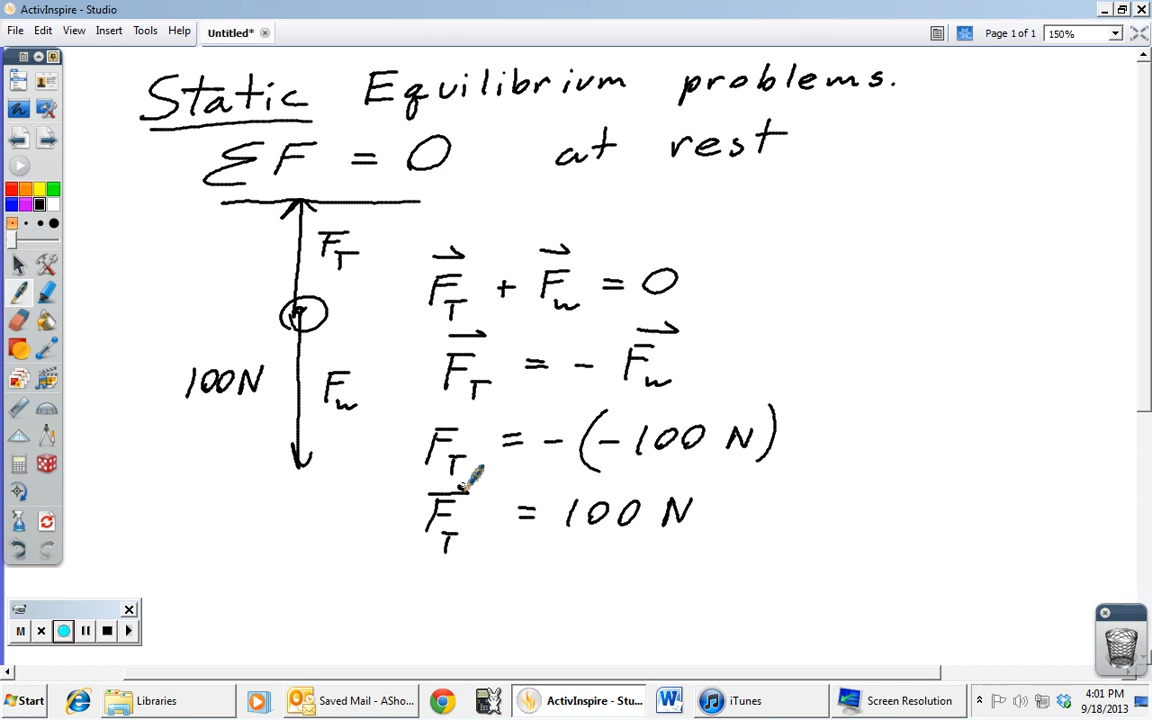 ActivInspire - Studio
File Edit View Insert Tools Help Untitled* Page 1 of 1 150%
Static Equilibrium problems.
ΣF = 0 at rest
F_T
F_T + F_w = 0
F_T = - F_w
100N F_w
F_T = -(-100 N)
F_T = 100 N
M
Start Libraries Saved Mail - ASho... ActivInspire - Stu... iTunes Screen Resolution 4:01 PM
9/18/2013